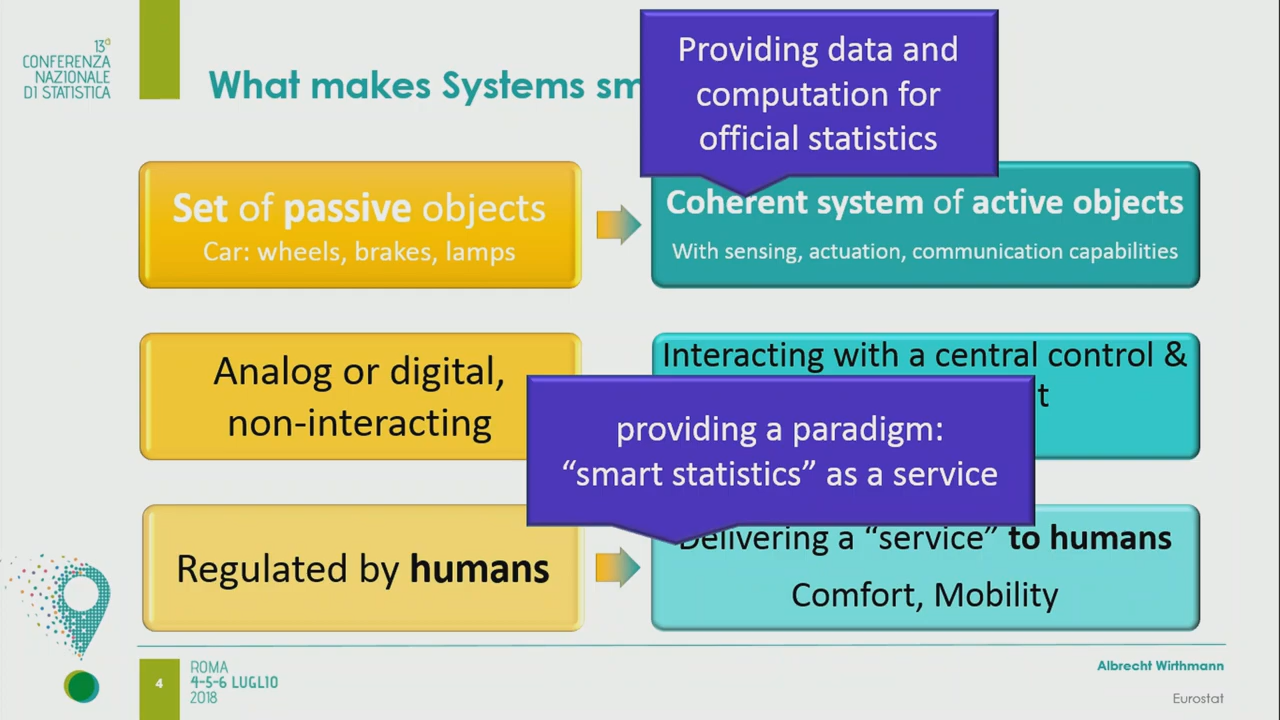 13ª
CONFERENZA
NAZIONALE
DI STATISTICA
What makes Systems
Providing data and
computation for
official statistics
Set of passive objects
Car: wheels, brakes, lamps
Coherent system of active objects
With sensing, actuation, communication capabilities
Analog or digital,
non-interacting
Interacting with a central control &
providing a paradigm:
“smart statistics” as a service
Regulated by humans
Delivering a “service” to humans
Comfort, Mobility
4
ROMA
4-5-6 LUGLIO
2018
Albrecht Wirthmann
Eurostat